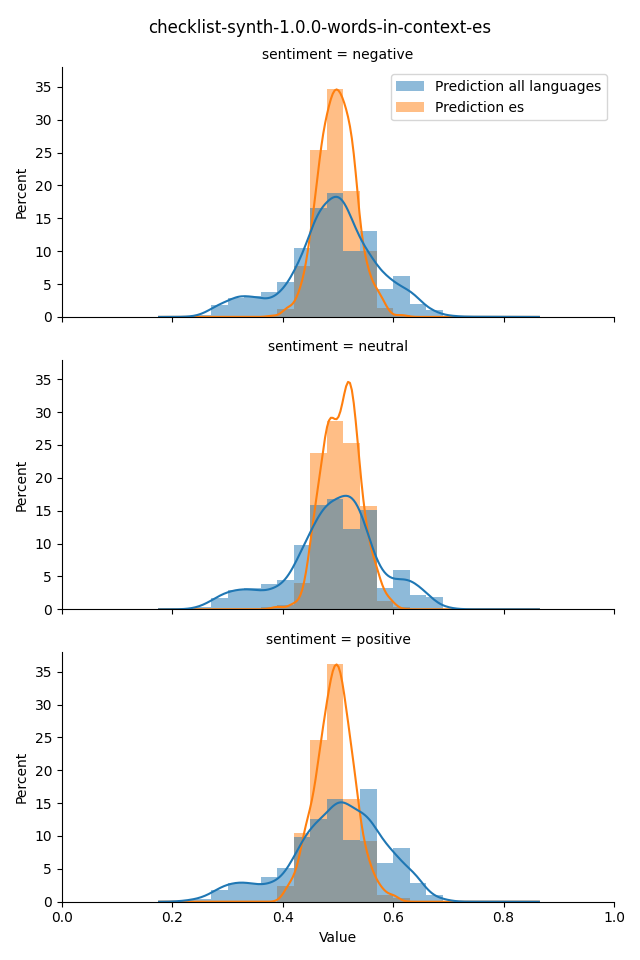 checklist-synth-1.0.0-words-in-context-es
sentiment = negative
Prediction all languages
Prediction es
35
30
25
20
15
10
5
0
Percent
sentiment = neutral
35
30
25
20
15
10
5
0
Percent
sentiment = positive
35
30
25
20
15
10
5
0
Percent
0.0 0.2 0.4 0.6 0.8 1.0
Value